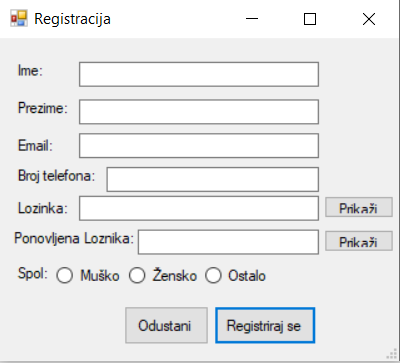 Registracija
Ime:
Prezime:
Email:
Broj telefona:
Lozinka: Prikaži
Ponovljena Loznika: Prikaži
Spol: Muško Žensko Ostalo
Odustani Registriraj se